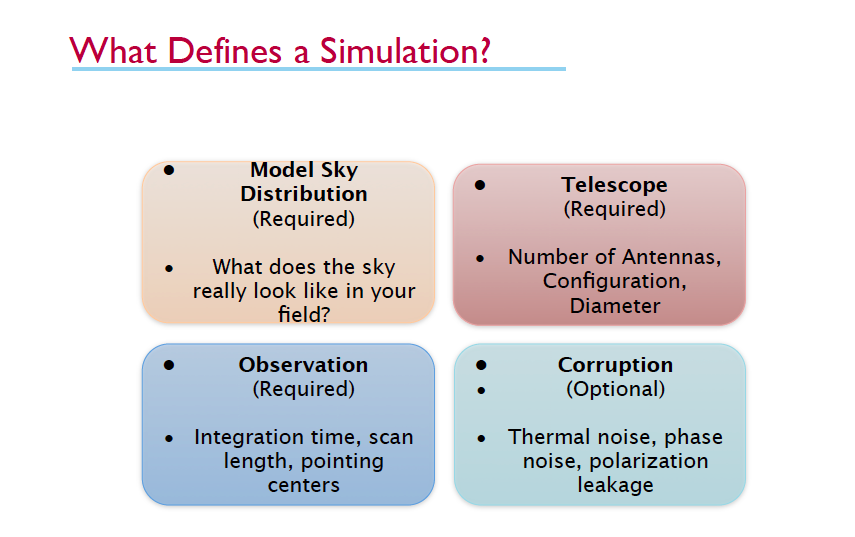 What Defines a Simulation?
• Model Sky
Distribution
(Required)
• What does the sky
really look like in your
field?
• Telescope
(Required)
• Number of Antennas,
Configuration,
Diameter
• Observation
(Required)
• Integration time, scan
length, pointing
centers
• Corruption
• (Optional)
• Thermal noise, phase
noise, polarization
leakage